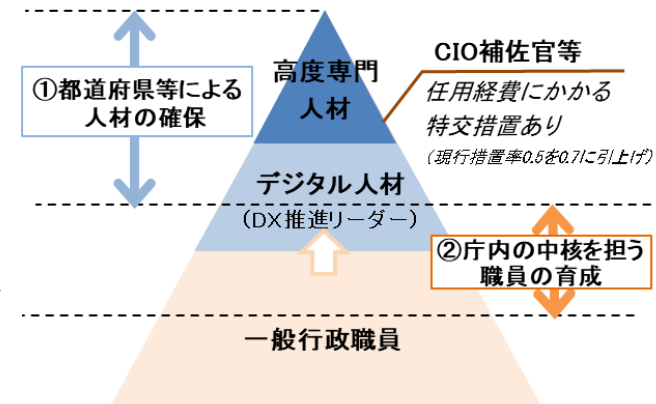 高度専門
人材
CIO補佐官等
任用経費にかかる
特交措置あり
(現行措置率0.5を0.7に引上げ)
①都道府県等による
人材の確保
デジタル人材
(DX推進リーダー)
②庁内の中核を担う
職員の育成
一般行政職員